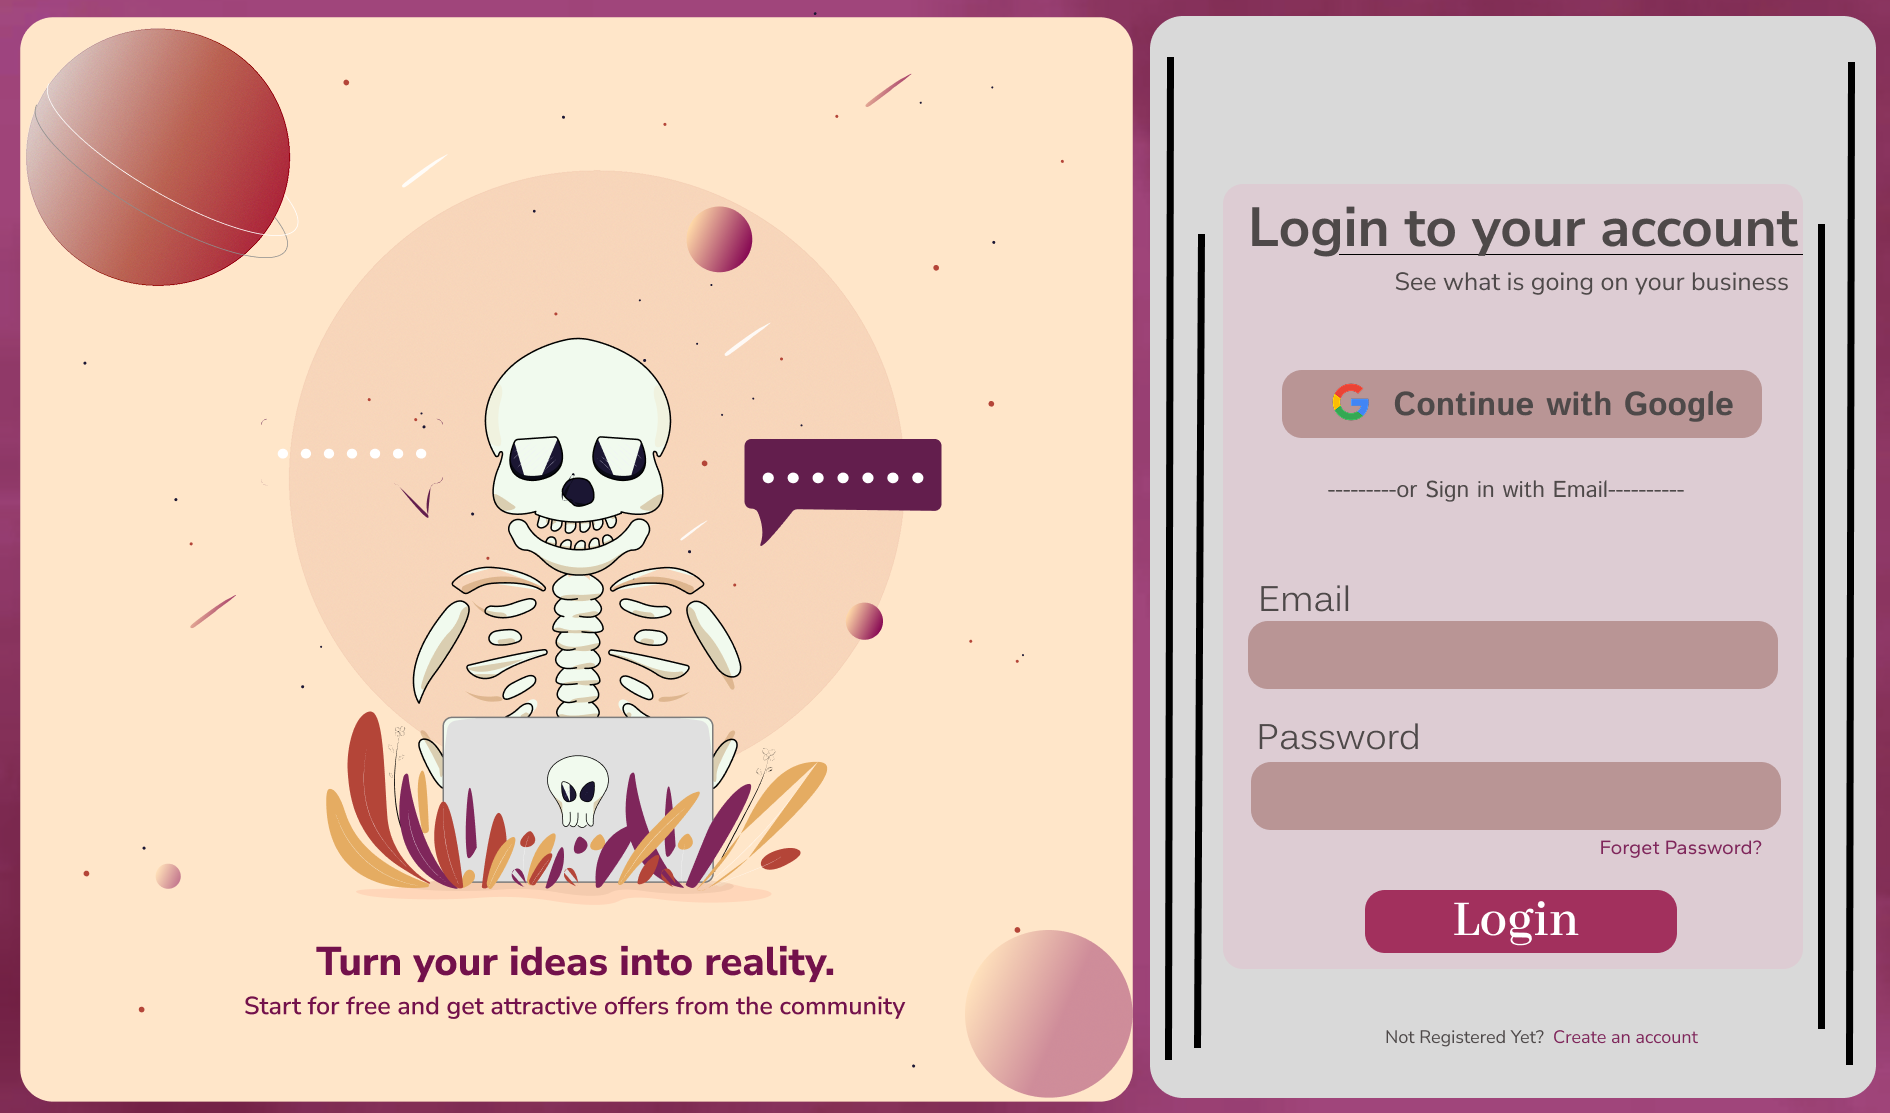 Turn your ideas into reality.
Start for free and get attractive offers from the community
Login to your account
See what is going on your business
Continue with Google
---------or Sign in with Email----------
Email
Password
Forget Password?
Login
Not Registered Yet? Create an account